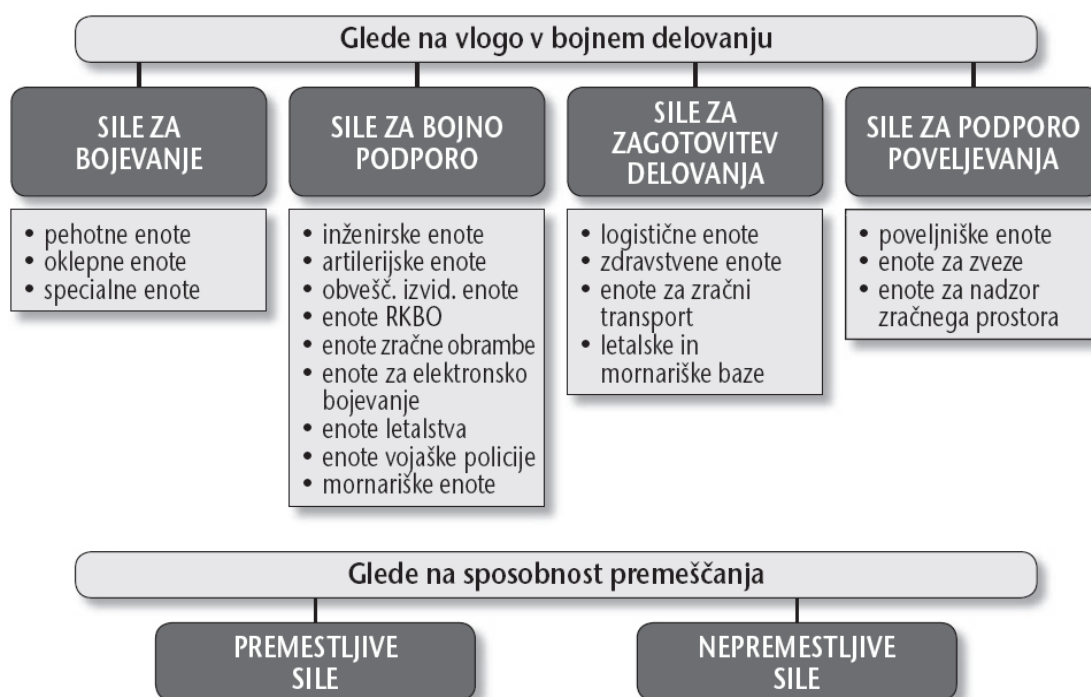 Glede na vlogo v bojnem delovanju
SILE ZA
BOJEVANJE
• pehotne enote
• oklepne enote
• specialne enote
SILE ZA BOJNO
PODPORO
• inženirske enote
• artilerijske enote
• obvešč. izvid. enote
• enote RKBO
• enote zračne obrambe
• enote za elektronsko
bojevanje
• enote letalstva
• enote vojaške policije
• mornariške enote
SILE ZA
ZAGOTOVITEV
DELOVANJA
• logistične enote
• zdravstvene enote
• enote za zračni
transport
• letalske in
mornariške baze
SILE ZA PODPORO
POVELJEVANJA
• poveljniške enote
• enote za zveze
• enote za nadzor
zračnega prostora
Glede na sposobnost premeščanja
PREMESTLJIVE
SILE
NEPREMESTLJIVE
SILE